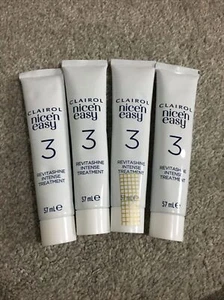 CLAIROL
nice'n
easy
3
REVITASHINE
INTENSE
TREATMENT
57 mL ℮
CLAIROL
nice'n
easy
3
REVITASHINE
INTENSE
TREATMENT
57 mL ℮
CLAIROL
nice'n
easy
3
REVITASHINE
INTENSE
TREATMENT
CLAIROL
nice'n
easy
3
REVITASHINE
INTENSE
TREATMENT
57 mL ℮